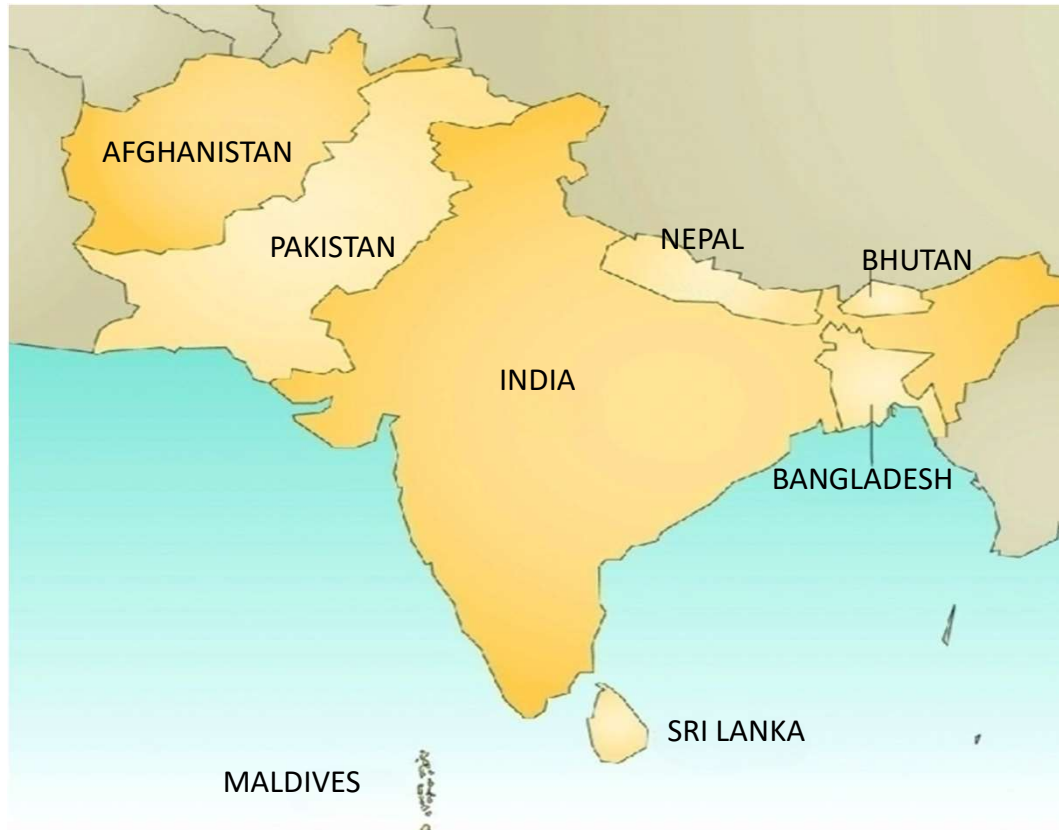 AFGHANISTAN
PAKISTAN
NEPAL
BHUTAN
INDIA
BANGLADESH
SRI LANKA
MALDIVES